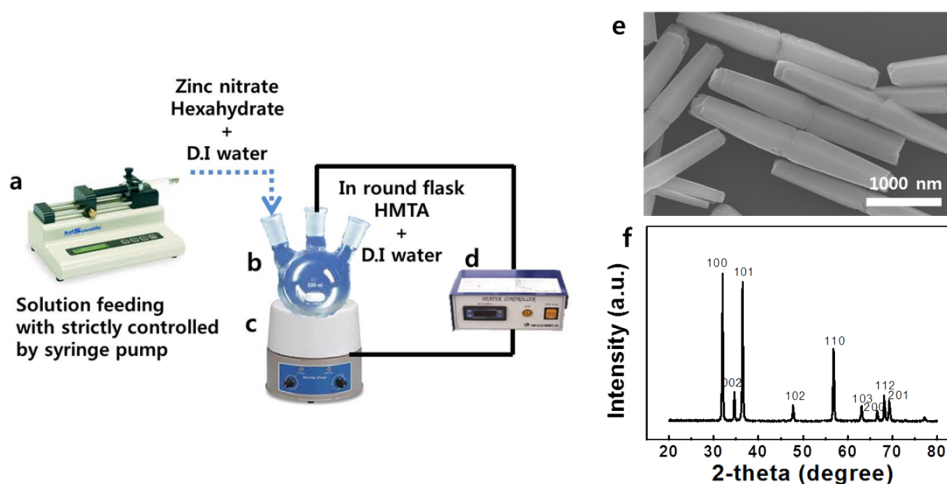 a
Zinc nitrate
Hexahydrate
+
D.I water
In round flask
HMTA
+
D.I water
b
c
d
HEATER CONTROLLER
Solution feeding
with strictly controlled
by syringe pump
e
1000 nm
f
Intensity (a.u.)
100
101
002
102
110
103
200
112
201
20 30 40 50 60 70 80
2-theta (degree)